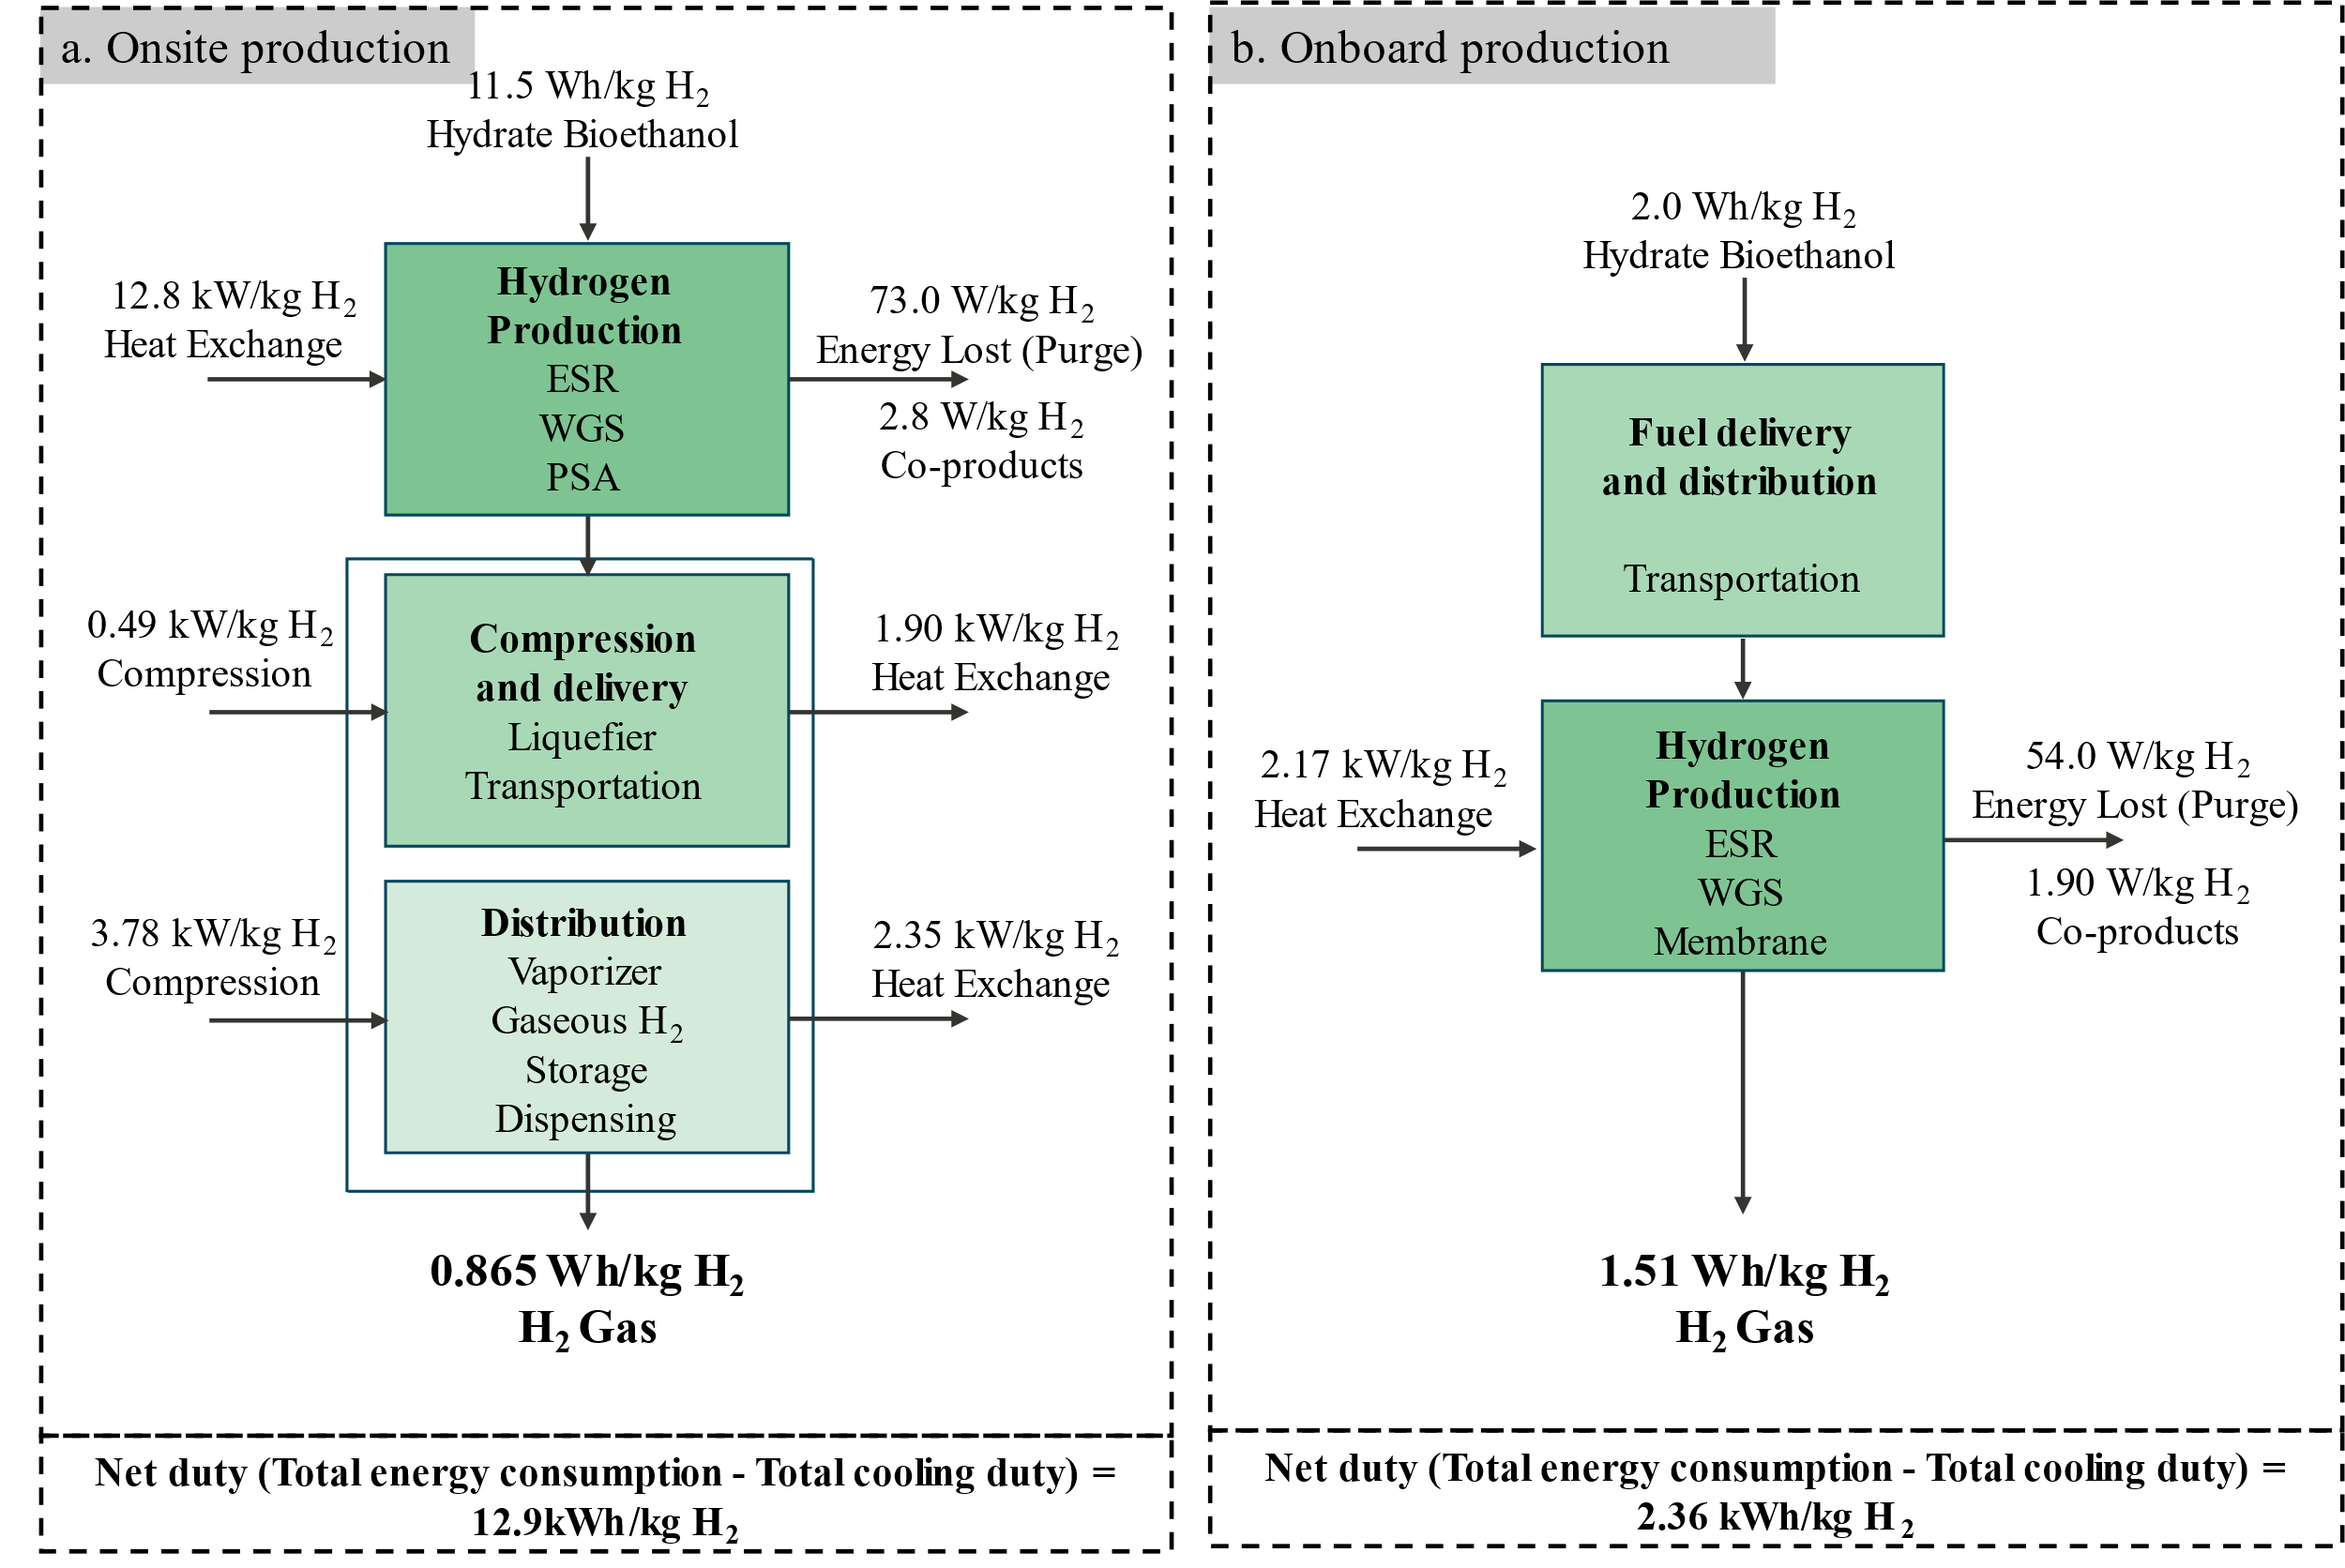 a. Onsite production
11.5 Wh/kg H₂
Hydrate Bioethanol
12.8 kW/kg H₂
Heat Exchange
Hydrogen
Production
ESR
WGS
PSA
73.0 W/kg H₂
Energy Lost (Purge)
2.8 W/kg H₂
Co-products
0.49 kW/kg H₂
Compression
Compression
and delivery
Liquefier
Transportation
1.90 kW/kg H₂
Heat Exchange
3.78 kW/kg H₂
Compression
Distribution
Vaporizer
Gaseous H₂
Storage
Dispensing
2.35 kW/kg H₂
Heat Exchange
0.865 Wh/kg H₂
H₂ Gas
Net duty (Total energy consumption - Total cooling duty) =
12.9kWh/kg H₂
b. Onboard production
2.0 Wh/kg H₂
Hydrate Bioethanol
Fuel delivery
and distribution
Transportation
2.17 kW/kg H₂
Heat Exchange
Hydrogen
Production
ESR
WGS
Membrane
54.0 W/kg H₂
Energy Lost (Purge)
1.90 W/kg H₂
Co-products
1.51 Wh/kg H₂
H₂ Gas
Net duty (Total energy consumption - Total cooling duty) =
2.36 kWh/kg H₂